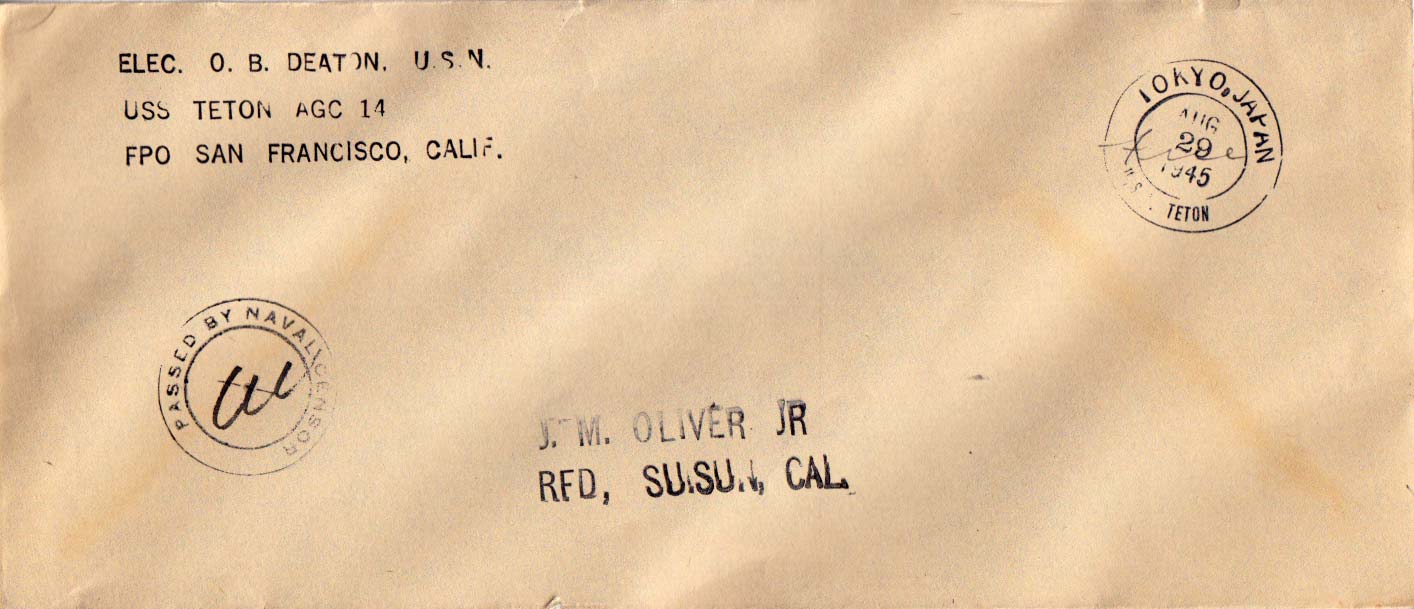 ELEC. O. B. DEATON, U.S.N.
USS TETON AGC 14
FPO SAN FRANCISCO, CALIF.
TOKYO, JAPAN
AUG
29
1945
Free
U.S.S. TETON
PASSED BY NAVAL CENSOR
J. M. OLIVER JR
RFD, SUISUN, CAL.